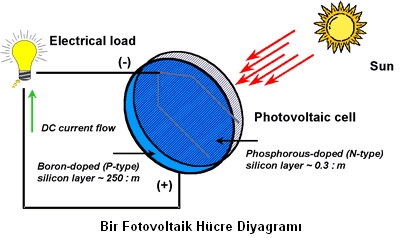 Electrical load
(-)
Sun
Photovoltaic cell
DC current flow
Phosphorous-doped (N-type)
silicon layer ~ 0.3 : m
Boron-doped (P-type)
silicon layer ~ 250 : m
(+)
Bir Fotovoltaik Hücre Diyagramı